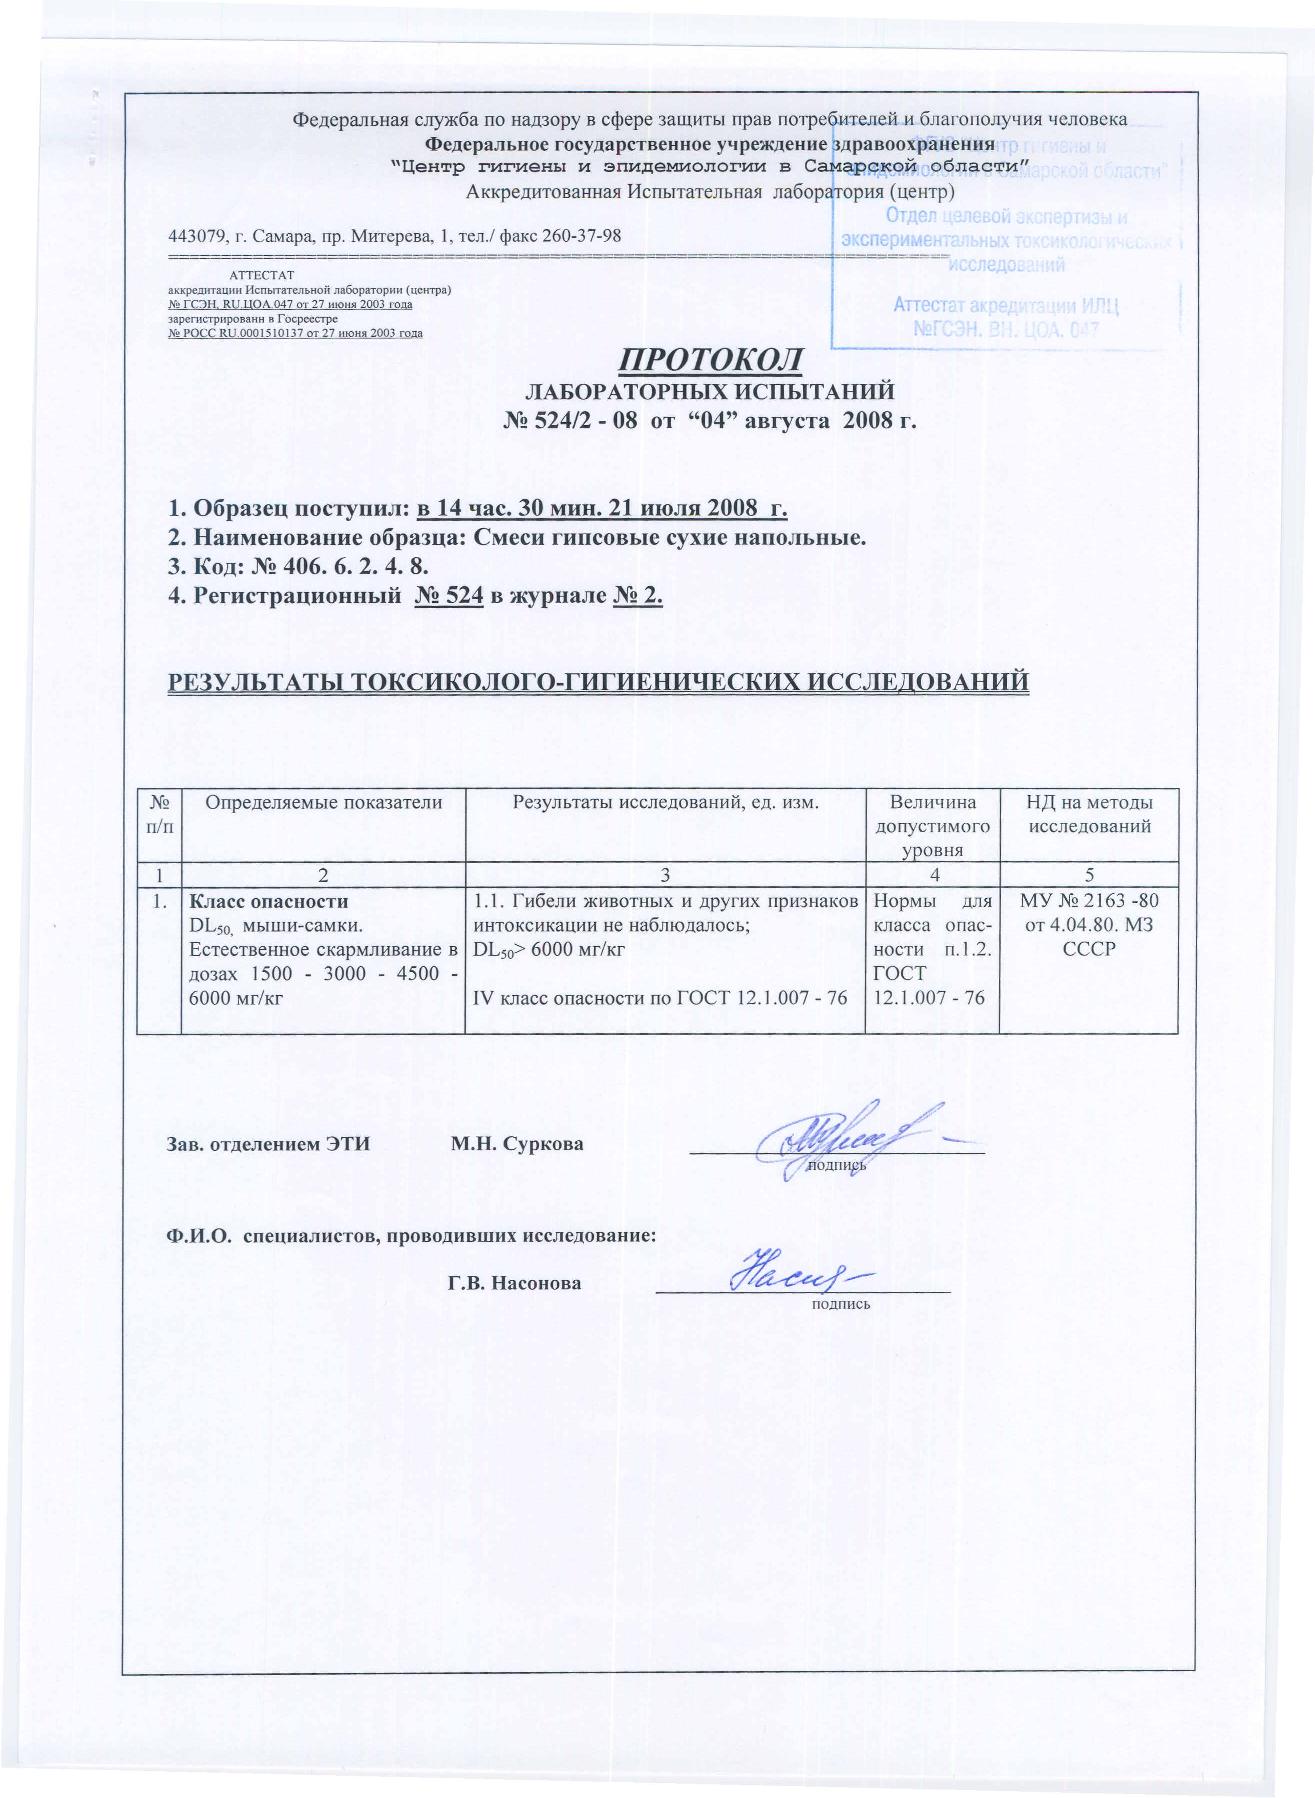 Федеральная служба по надзору в сфере защиты прав потребителей и благополучия человека
Федеральное государственное учреждение здравоохранения
“Центр гигиены и эпидемиологии в Самарской области”
Аккредитованная Испытательная лаборатория (центр)
ФГУЗ "Центр гигиены и
эпидемиологии в Самарской области"
Отдел целевой экспертизы и
экспериментальных токсикологических
исследований
Аттестат акредитации ИЛЦ
№ГСЭН. ВН. ЦОА. 047
443079, г. Самара, пр. Митерева, 1, тел./ факс 260-37-98
АТТЕСТАТ
аккредитации Испытательной лаборатории (центра)
№ ГСЭН. RU.ЦОА.047 от 27 июня 2003 года
зарегистрированн в Госреестре
№ РОСС RU.0001510137 от 27 июня 2003 года
ПРОТОКОЛ
ЛАБОРАТОРНЫХ ИСПЫТАНИЙ
№ 524/2 - 08 от “04” августа 2008 г.
1. Образец поступил: в 14 час. 30 мин. 21 июля 2008 г.
2. Наименование образца: Смеси гипсовые сухие напольные.
3. Код: № 406. 6. 2. 4. 8.
4. Регистрационный № 524 в журнале № 2.
РЕЗУЛЬТАТЫ ТОКСИКОЛОГО-ГИГИЕНИЧЕСКИХ ИССЛЕДОВАНИЙ
№
п/п
Определяемые показатели
Результаты исследований, ед. изм.
Величина
допустимого
уровня
НД на методы
исследований
1
2
3
4
5
1.
Класс опасности
DL50, мыши-самки.
Естественное скармливание в
дозах 1500 - 3000 - 4500 -
6000 мг/кг
1.1. Гибели животных и других признаков
интоксикации не наблюдалось;
DL50> 6000 мг/кг
IV класс опасности по ГОСТ 12.1.007 - 76
Нормы для
класса опас-
ности п.1.2.
ГОСТ
12.1.007 - 76
МУ № 2163 -80
от 4.04.80. МЗ
СССР
Зав. отделением ЭТИ М.Н. Суркова
подпись
Ф.И.О. специалистов, проводивших исследование:
Г.В. Насонова
подпись